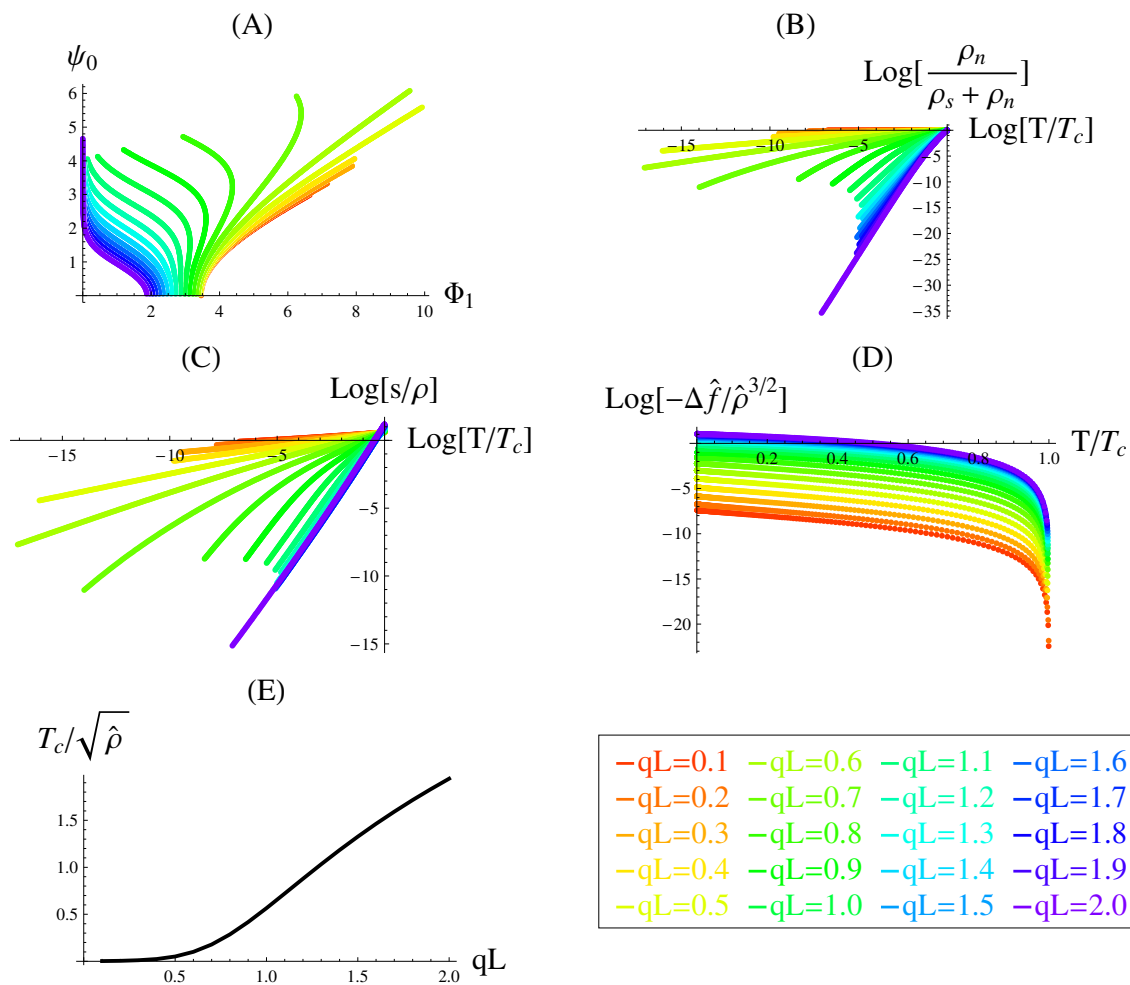 (A)
ψ₀
6
5
4
3
2
1
2 4 6 8 10
Φ₁
(B)
Log[ρₙ/(ρₛ + ρₙ)]
Log[T/T_c]
−15 −10 −5
−5
−10
−15
−20
−25
−30
−35
(C)
Log[s/ρ]
Log[T/T_c]
−15 −10 −5
−5
−10
−15
(D)
Log[−Δf̂/ρ̂^{3/2}]
T/T_c
0.2 0.4 0.6 0.8 1.0
−5
−10
−15
−20
(E)
T_c/√ρ̂
1.5
1.0
0.5
0.5 1.0 1.5 2.0
qL
qL=0.1 qL=0.6 qL=1.1 qL=1.6
qL=0.2 qL=0.7 qL=1.2 qL=1.7
qL=0.3 qL=0.8 qL=1.3 qL=1.8
qL=0.4 qL=0.9 qL=1.4 qL=1.9
qL=0.5 qL=1.0 qL=1.5 qL=2.0